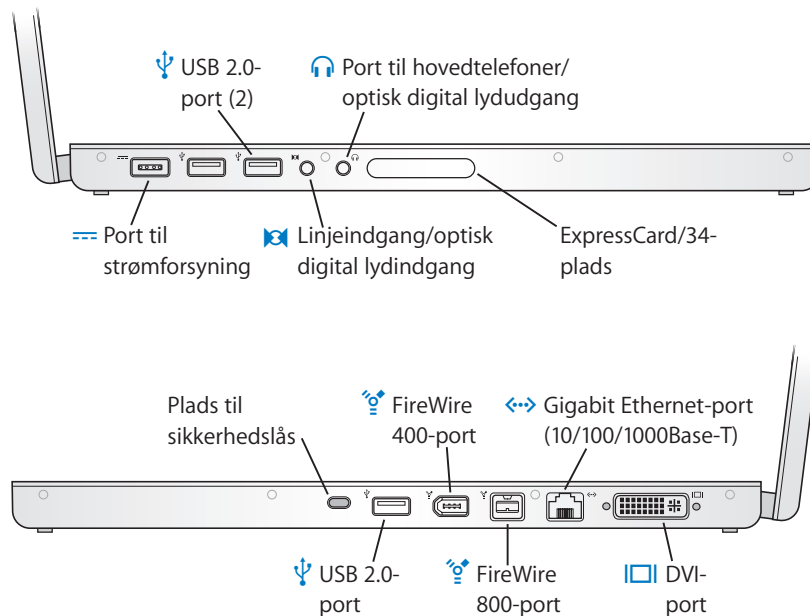 USB 2.0-
port (2)
Port til hovedtelefoner/
optisk digital lydudgang
Port til
strømforsyning
Linjeindgang/optisk
digital lydindgang
ExpressCard/34-
plads
Plads til
sikkerhedslås
FireWire
400-port
Gigabit Ethernet-port
(10/100/1000Base-T)
USB 2.0-
port
FireWire
800-port
DVI-
port